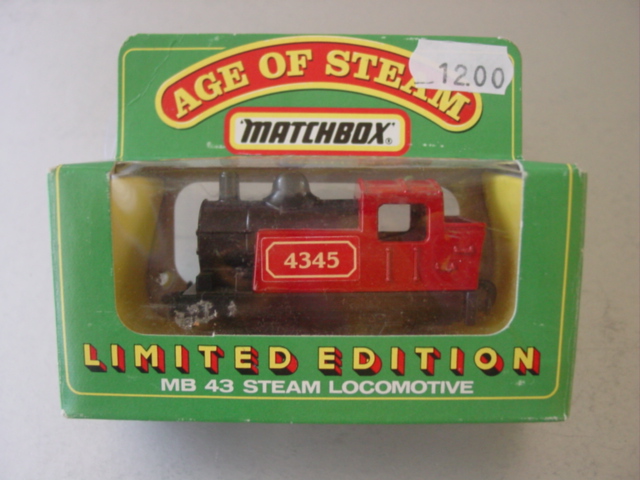 AGE OF STEAM
12.00
"MATCHBOX"®
4345
LIMITED EDITION
MB 43 STEAM LOCOMOTIVE